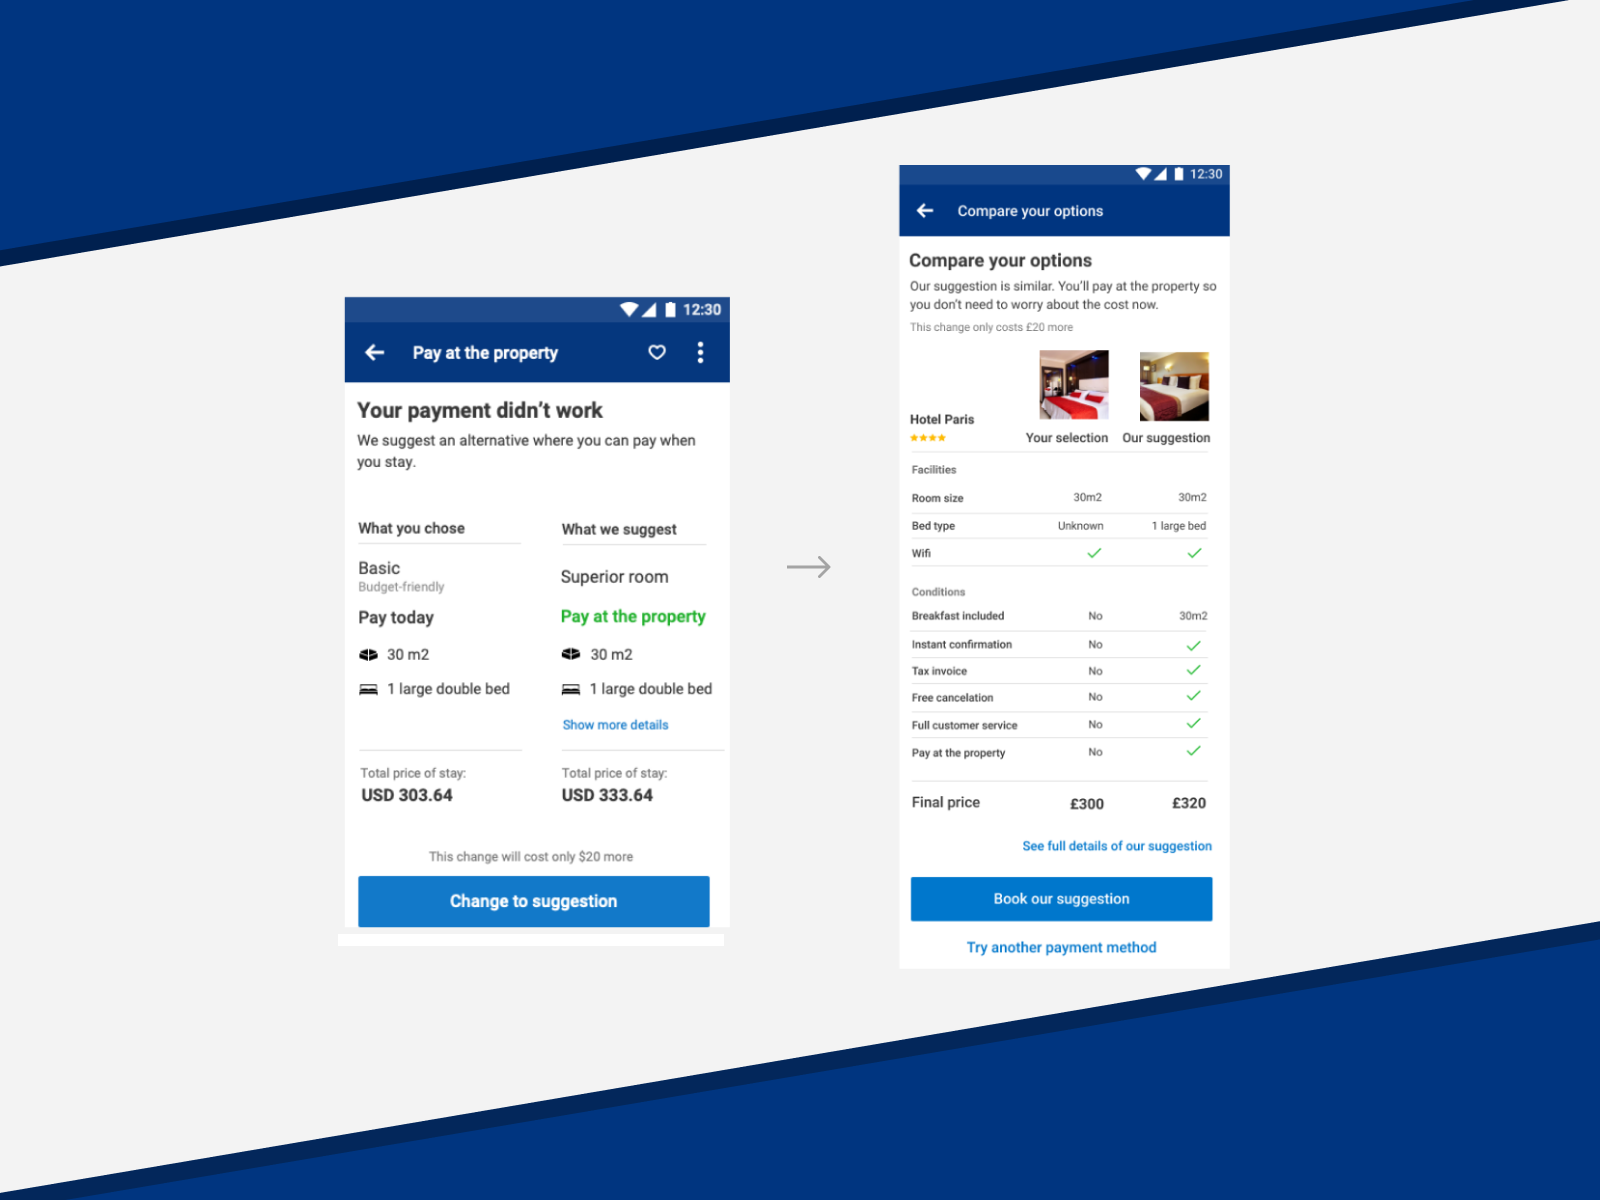 12:30
Pay at the property
Your payment didn’t work
We suggest an alternative where you can pay when
you stay.
What you chose
What we suggest
Basic
Budget-friendly
Superior room
Pay today
Pay at the property
30 m2
30 m2
1 large double bed
1 large double bed
Show more details
Total price of stay:
Total price of stay:
USD 303.64
USD 333.64
This change will cost only $20 more
Change to suggestion
12:30
Compare your options
Compare your options
Our suggestion is similar. You’ll pay at the property so
you don’t need to worry about the cost now.
This change only costs £20 more
Hotel Paris
Your selection Our suggestion
Facilities
Room size 30m2 30m2
Bed type Unknown 1 large bed
Wifi
Conditions
Breakfast included No 30m2
Instant confirmation No
Tax invoice No
Free cancelation No
Full customer service No
Pay at the property No
Final price £300 £320
See full details of our suggestion
Book our suggestion
Try another payment method